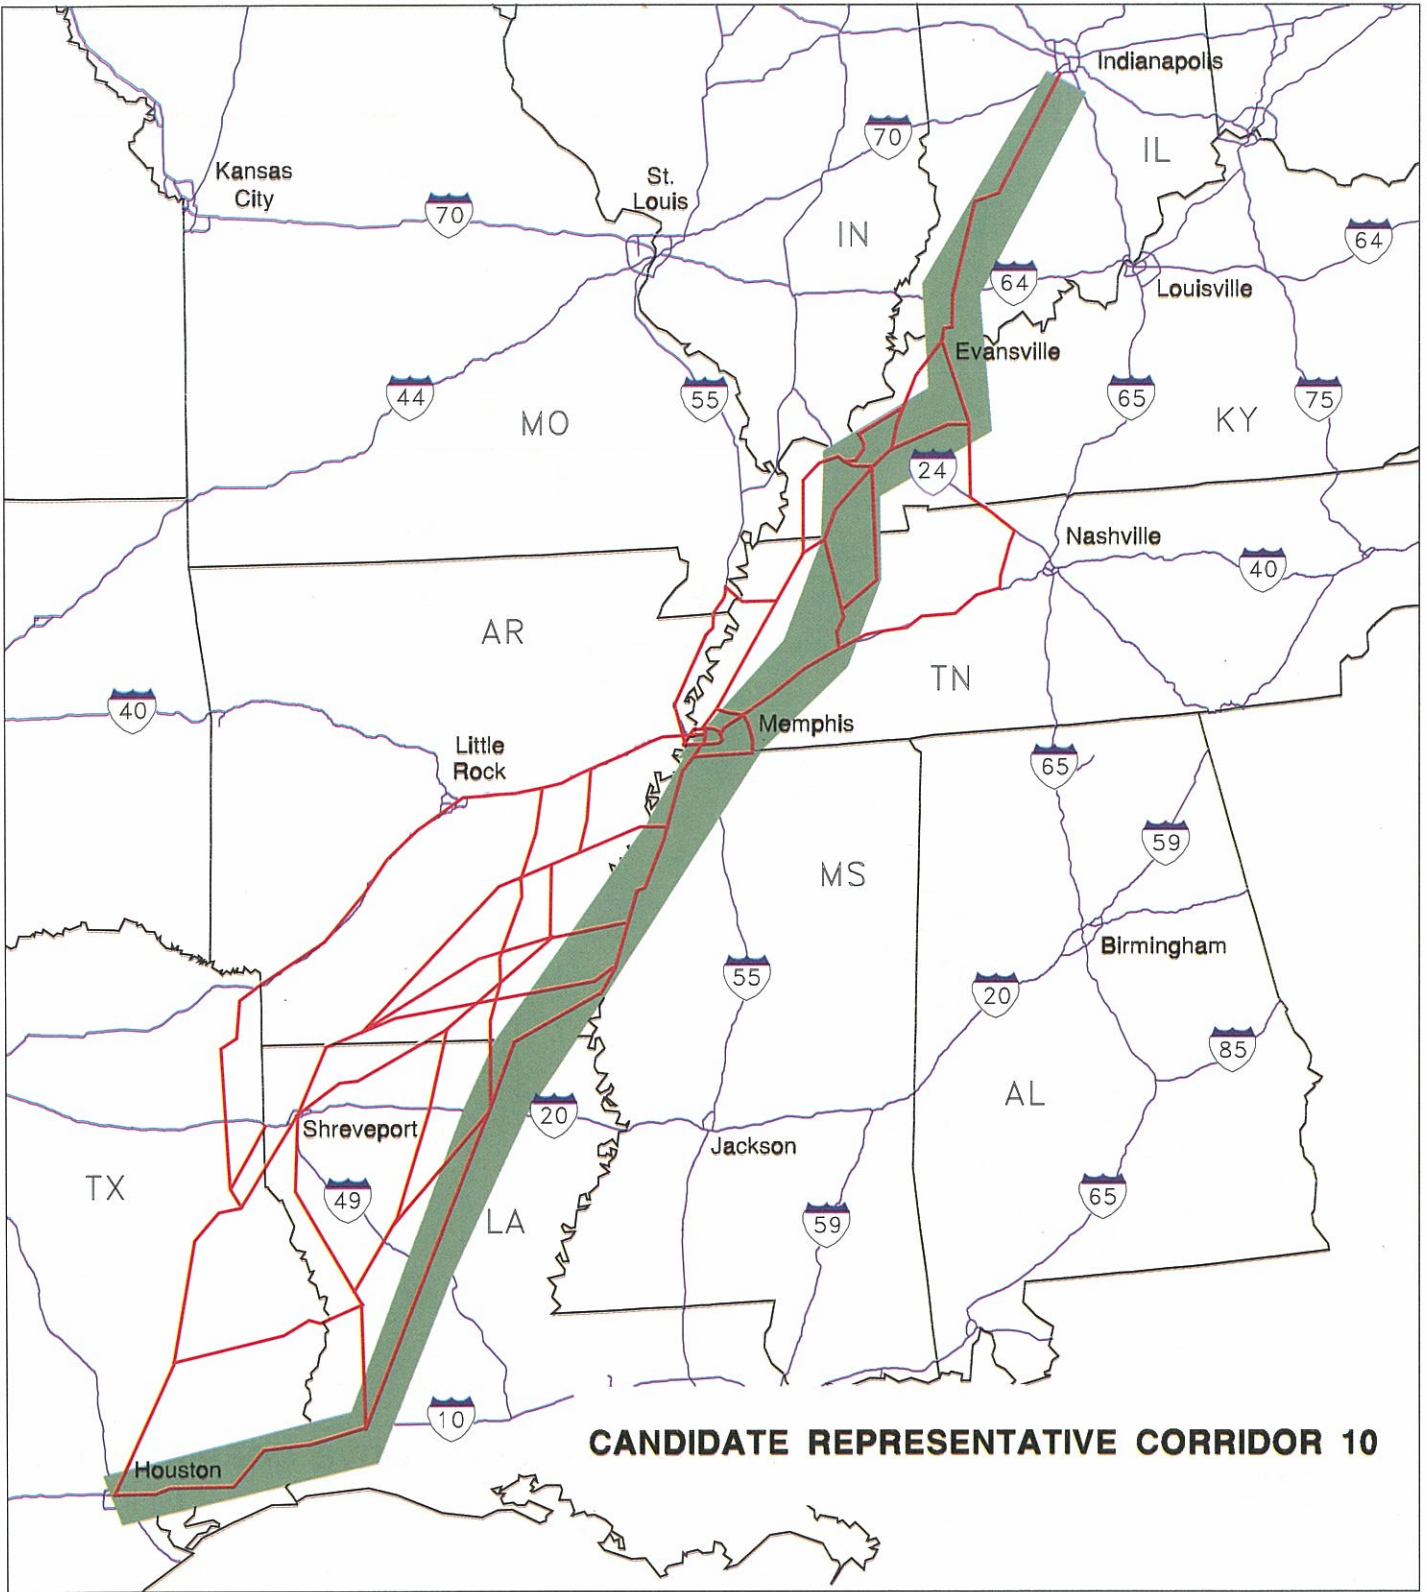 Indianapolis
70
IL
Kansas
City
St.
Louis
70
IN
64
64
Louisville
Evansville
44
55
65
75
MO
KY
24
Nashville
40
AR
TN
40
Memphis
Little
Rock
65
59
MS
Birmingham
55
20
85
AL
20
Shreveport
Jackson
TX
49
65
LA
59
10
CANDIDATE REPRESENTATIVE CORRIDOR 10
Houston